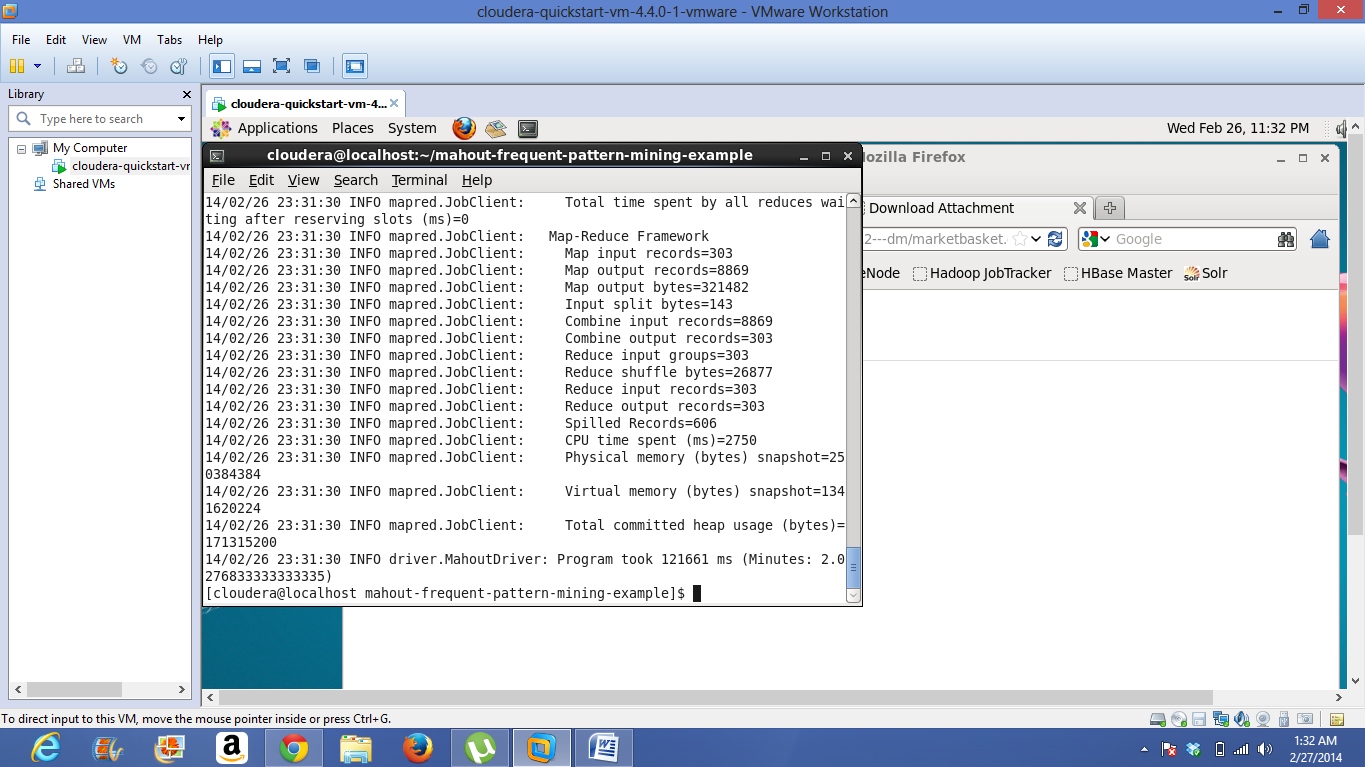 cloudera-quickstart-vm-4.4.0-1-vmware - VMware Workstation
File Edit View VM Tabs Help
Library
Type here to search
My Computer
cloudera-quickstart-vr
Shared VMs
cloudera-quickstart-vm-4...
Applications Places System
Wed Feb 26, 11:32 PM
cloudera@localhost:~/mahout-frequent-pattern-mining-example
File Edit View Search Terminal Help
14/02/26 23:31:30 INFO mapred.JobClient:     Total time spent by all reduces wai
ting after reserving slots (ms)=0
14/02/26 23:31:30 INFO mapred.JobClient:   Map-Reduce Framework
14/02/26 23:31:30 INFO mapred.JobClient:     Map input records=303
14/02/26 23:31:30 INFO mapred.JobClient:     Map output records=8869
14/02/26 23:31:30 INFO mapred.JobClient:     Map output bytes=321482
14/02/26 23:31:30 INFO mapred.JobClient:     Input split bytes=143
14/02/26 23:31:30 INFO mapred.JobClient:     Combine input records=8869
14/02/26 23:31:30 INFO mapred.JobClient:     Combine output records=303
14/02/26 23:31:30 INFO mapred.JobClient:     Reduce input groups=303
14/02/26 23:31:30 INFO mapred.JobClient:     Reduce shuffle bytes=26877
14/02/26 23:31:30 INFO mapred.JobClient:     Reduce input records=303
14/02/26 23:31:30 INFO mapred.JobClient:     Reduce output records=303
14/02/26 23:31:30 INFO mapred.JobClient:     Spilled Records=606
14/02/26 23:31:30 INFO mapred.JobClient:     CPU time spent (ms)=2750
14/02/26 23:31:30 INFO mapred.JobClient:     Physical memory (bytes) snapshot=25
0384384
14/02/26 23:31:30 INFO mapred.JobClient:     Virtual memory (bytes) snapshot=134
1620224
14/02/26 23:31:30 INFO mapred.JobClient:     Total committed heap usage (bytes)=
171315200
14/02/26 23:31:30 INFO driver.MahoutDriver: Program took 121661 ms (Minutes: 2.0
276833333333335)
[cloudera@localhost mahout-frequent-pattern-mining-example]$
ozilla Firefox
Download Attachment
2---dm/marketbasket.
Google
eNode Hadoop JobTracker HBase Master Solr
To direct input to this VM, move the mouse pointer inside or press Ctrl+G.
1:32 AM
2/27/2014